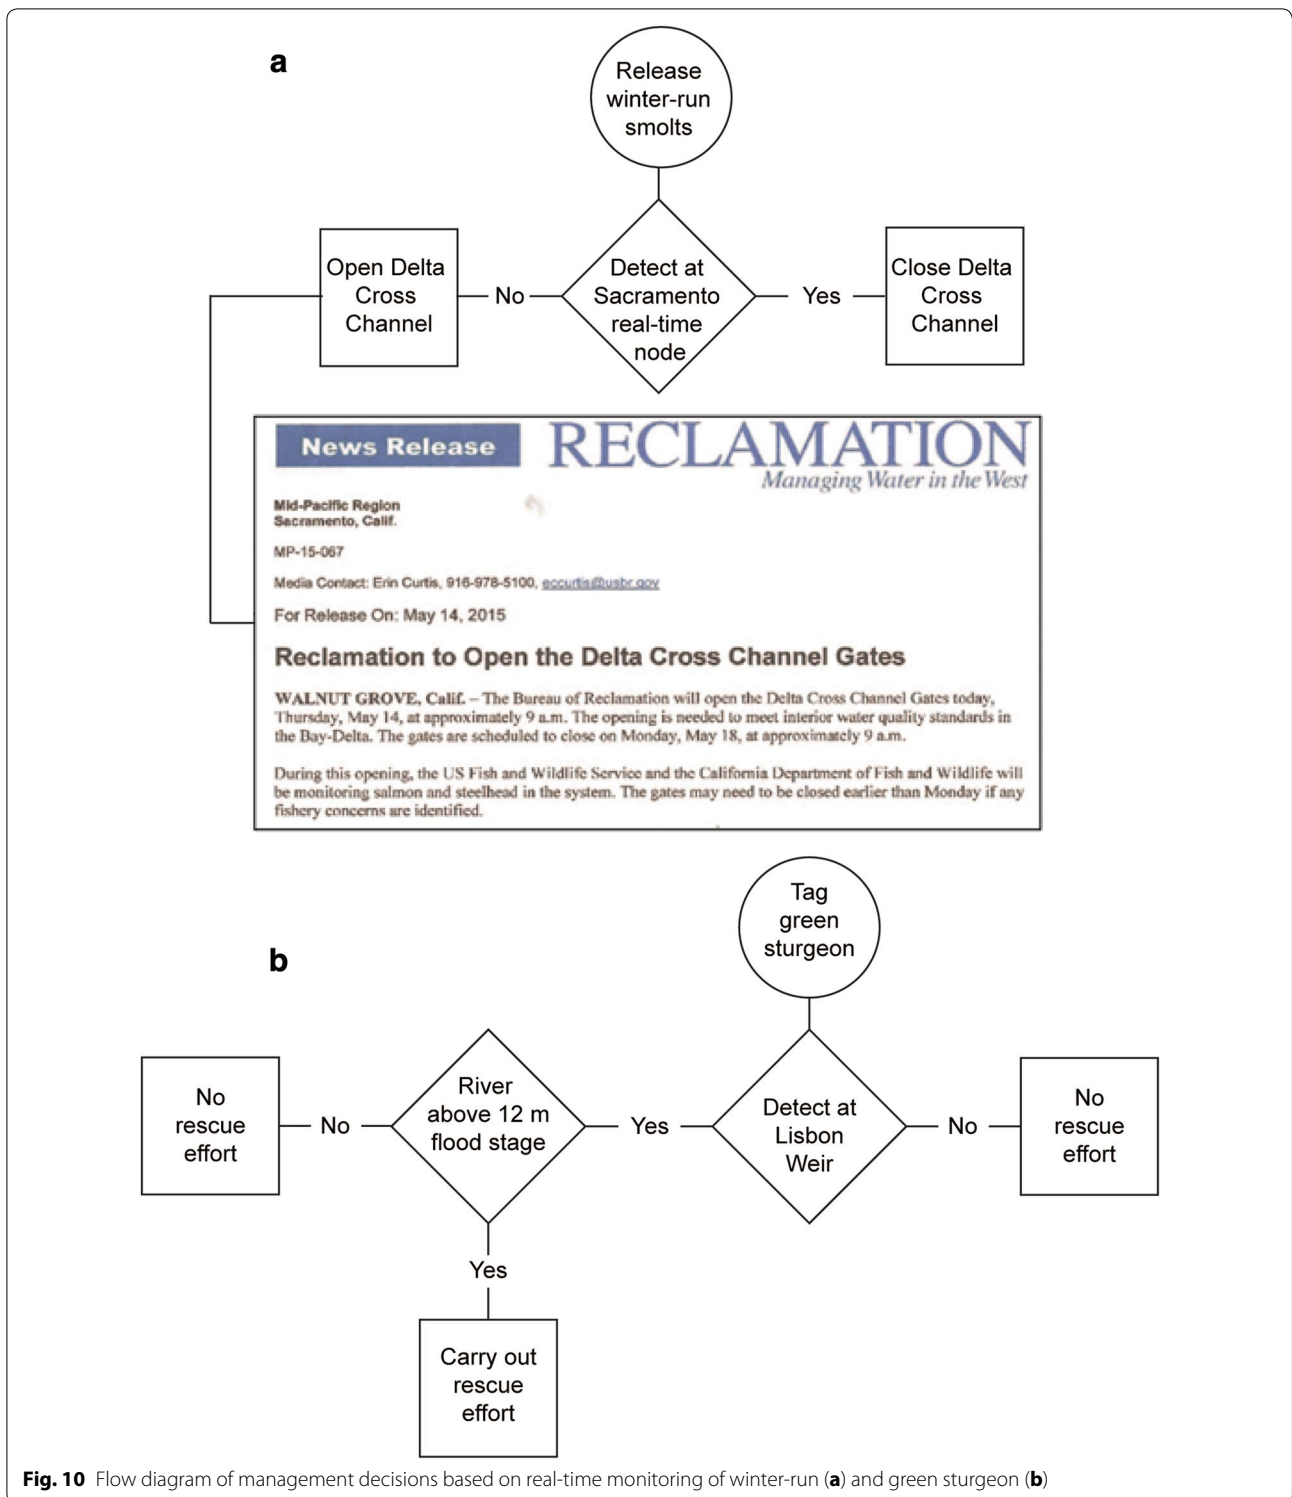 a
Release
winter-run
smolts
Open Delta
Cross
Channel
No
Detect at
Sacramento
real-time
node
Yes
Close Delta
Cross
Channel
News Release
RECLAMATION
Managing Water in the West
Mid-Pacific Region
Sacramento, Calif.
MP-15-067
Media Contact: Erin Curtis, 916-978-5100, eccurtis@usbr.gov
For Release On: May 14, 2015
Reclamation to Open the Delta Cross Channel Gates
WALNUT GROVE, Calif. – The Bureau of Reclamation will open the Delta Cross Channel Gates today,
Thursday, May 14, at approximately 9 a.m. The opening is needed to meet interior water quality standards in
the Bay-Delta. The gates are scheduled to close on Monday, May 18, at approximately 9 a.m.
During this opening, the US Fish and Wildlife Service and the California Department of Fish and Wildlife will
be monitoring salmon and steelhead in the system. The gates may need to be closed earlier than Monday if any
fishery concerns are identified.
b
Tag
green
sturgeon
No
rescue
effort
No
River
above 12 m
flood stage
Yes
Detect at
Lisbon
Weir
No
No
rescue
effort
Yes
Carry out
rescue
effort
Fig. 10 Flow diagram of management decisions based on real-time monitoring of winter-run (a) and green sturgeon (b)